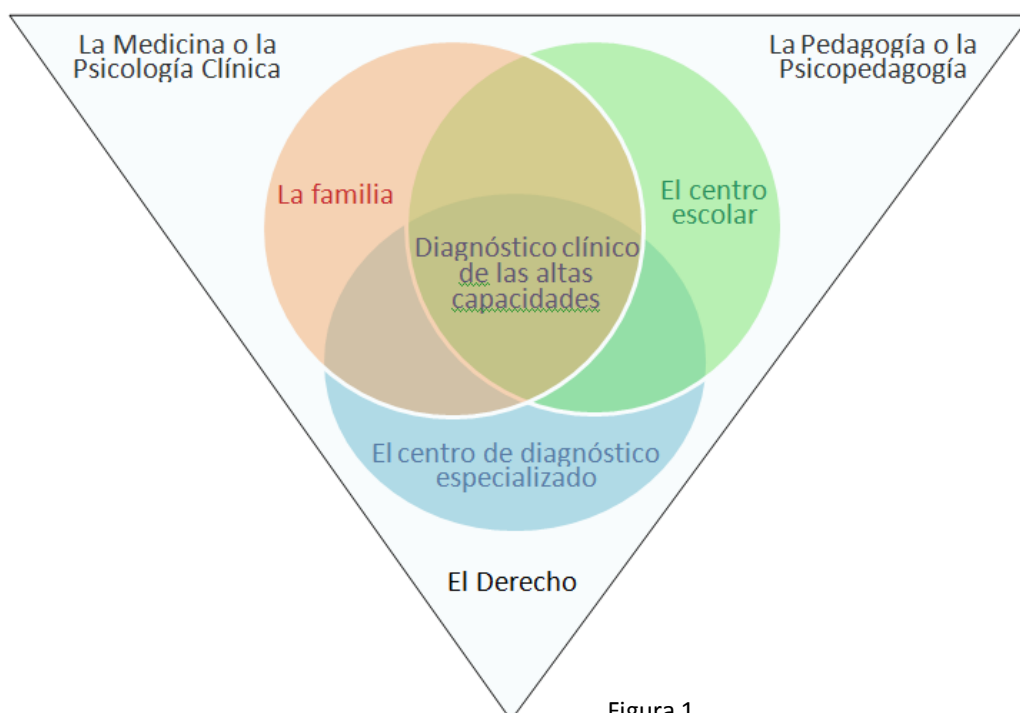 La Medicina o la
Psicología Clínica
La Pedagogía o la
Psicopedagogía
La familia
El centro
escolar
Diagnóstico clínico
de las altas
capacidades
El centro de diagnóstico
especializado
El Derecho
Figura 1